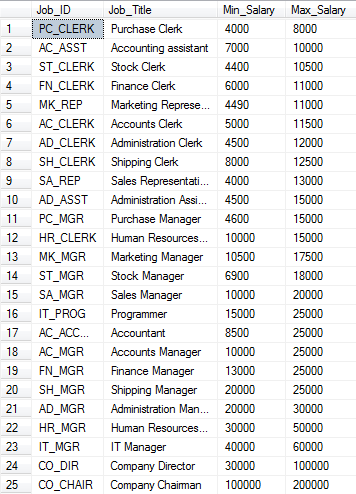 Job_ID Job_Title Min_Salary Max_Salary
1 PC_CLERK Purchase Clerk 4000 8000
2 AC_ASST Accounting assistant 7000 10000
3 ST_CLERK Stock Clerk 4400 10500
4 FN_CLERK Finance Clerk 6000 11000
5 MK_REP Marketing Represe... 4490 11000
6 AC_CLERK Accounts Clerk 5000 11500
7 AD_CLERK Administration Clerk 4500 12000
8 SH_CLERK Shipping Clerk 8000 12500
9 SA_REP Sales Representati... 4000 13000
10 AD_ASST Administration Assi... 4500 15000
11 PC_MGR Purchase Manager 4600 15000
12 HR_CLERK Human Resources... 10000 15000
13 MK_MGR Marketing Manager 10500 17500
14 ST_MGR Stock Manager 6900 18000
15 SA_MGR Sales Manager 10000 20000
16 IT_PROG Programmer 15000 25000
17 AC_ACC... Accountant 8500 25000
18 AC_MGR Accounts Manager 10000 25000
19 FN_MGR Finance Manager 13000 25000
20 SH_MGR Shipping Manager 20000 25000
21 AD_MGR Administration Man... 20000 30000
22 HR_MGR Human Resources... 30000 50000
23 IT_MGR IT Manager 40000 60000
24 CO_DIR Company Director 30000 100000
25 CO_CHAIR Company Chairman 100000 200000